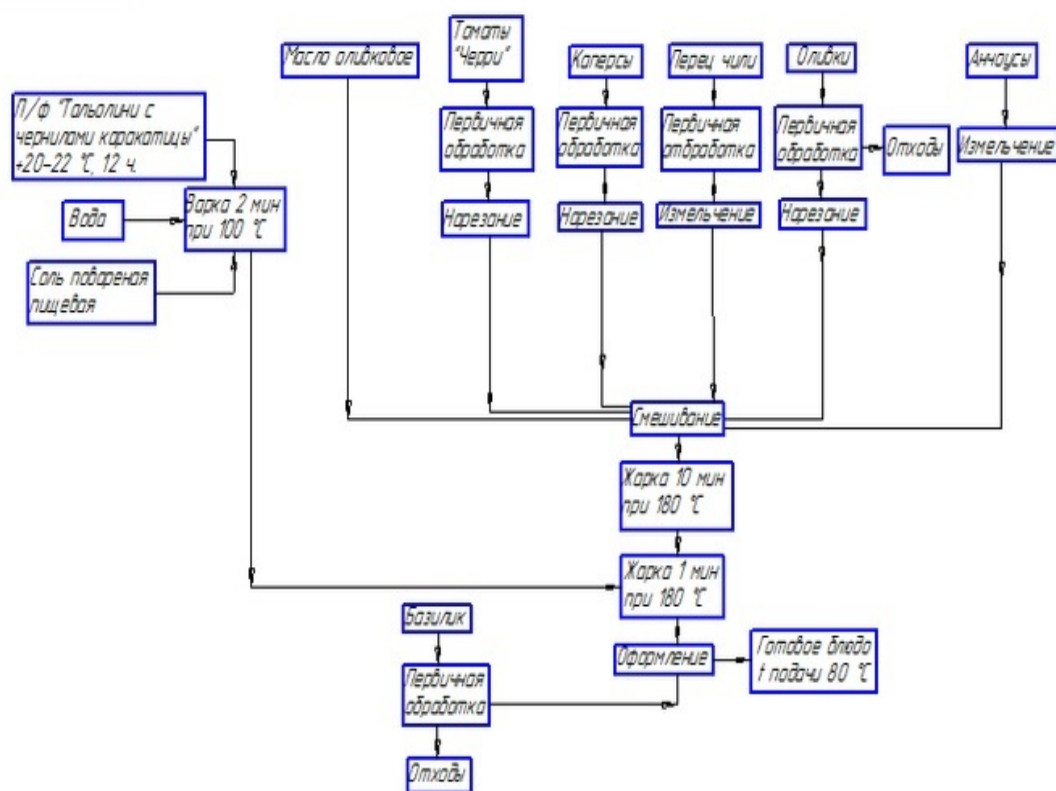 Томаты
"Черри"
Масло оливковое
Каперсы
Перец чили
Оливки
Анчоусы
П/ф "Тальолини с
чернилами каракатицы"
+20-22 °C, 12 ч.
Первичная
обработка
Первичная
обработка
Первичная
отбработка
Первичная
обработка
Отходы
Измельчение
Вода
Варка 2 мин
при 100 °C
Нарезание
Нарезание
Измельчение
Нарезание
Соль повареная
пищевая
Смешивание
Жарка 10 мин
при 180 °C
Жарка 1 мин
при 180 °C
Базилик
Оформление
Готовое блюдо
t подачи 80 °C
Первичная
обработка
Отходы